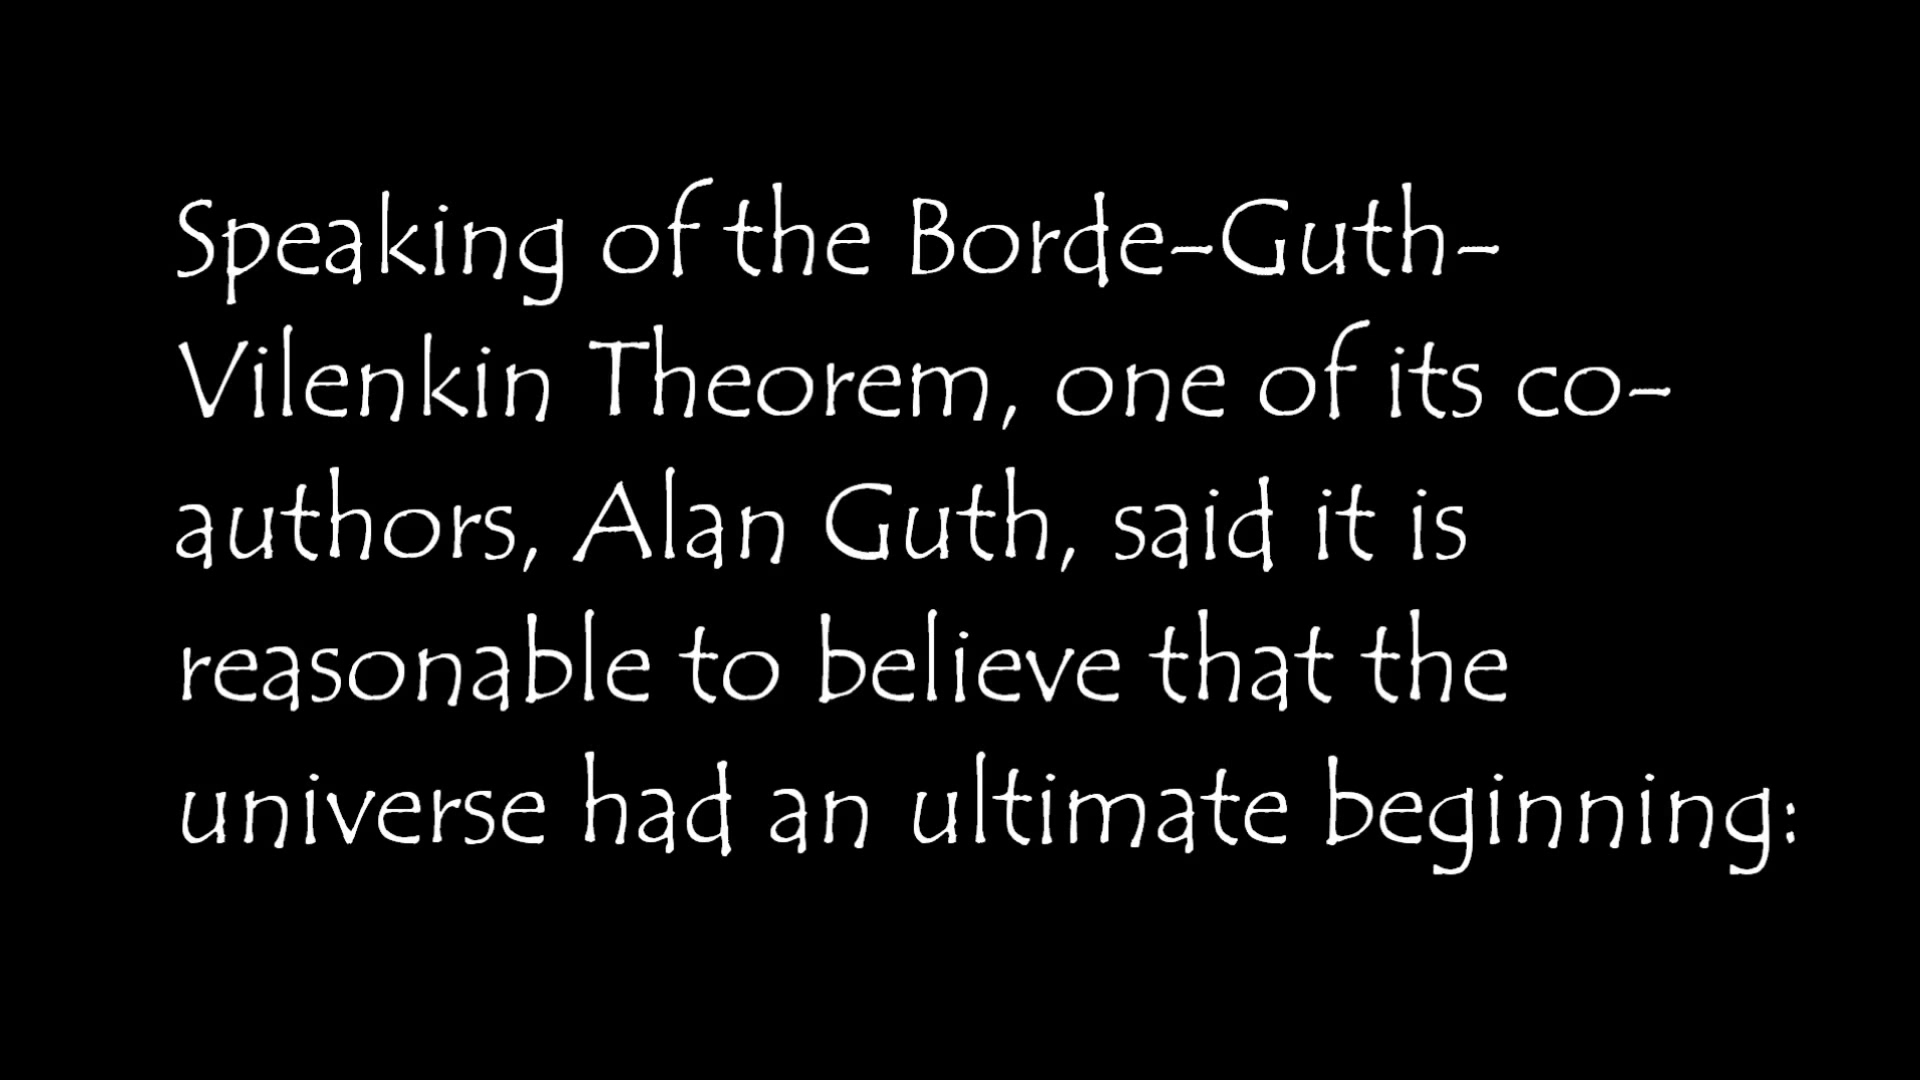 Speaking of the Borde-Guth-
Vilenkin Theorem, one of its co-
authors, Alan Guth, said it is
reasonable to believe that the
universe had an ultimate beginning: